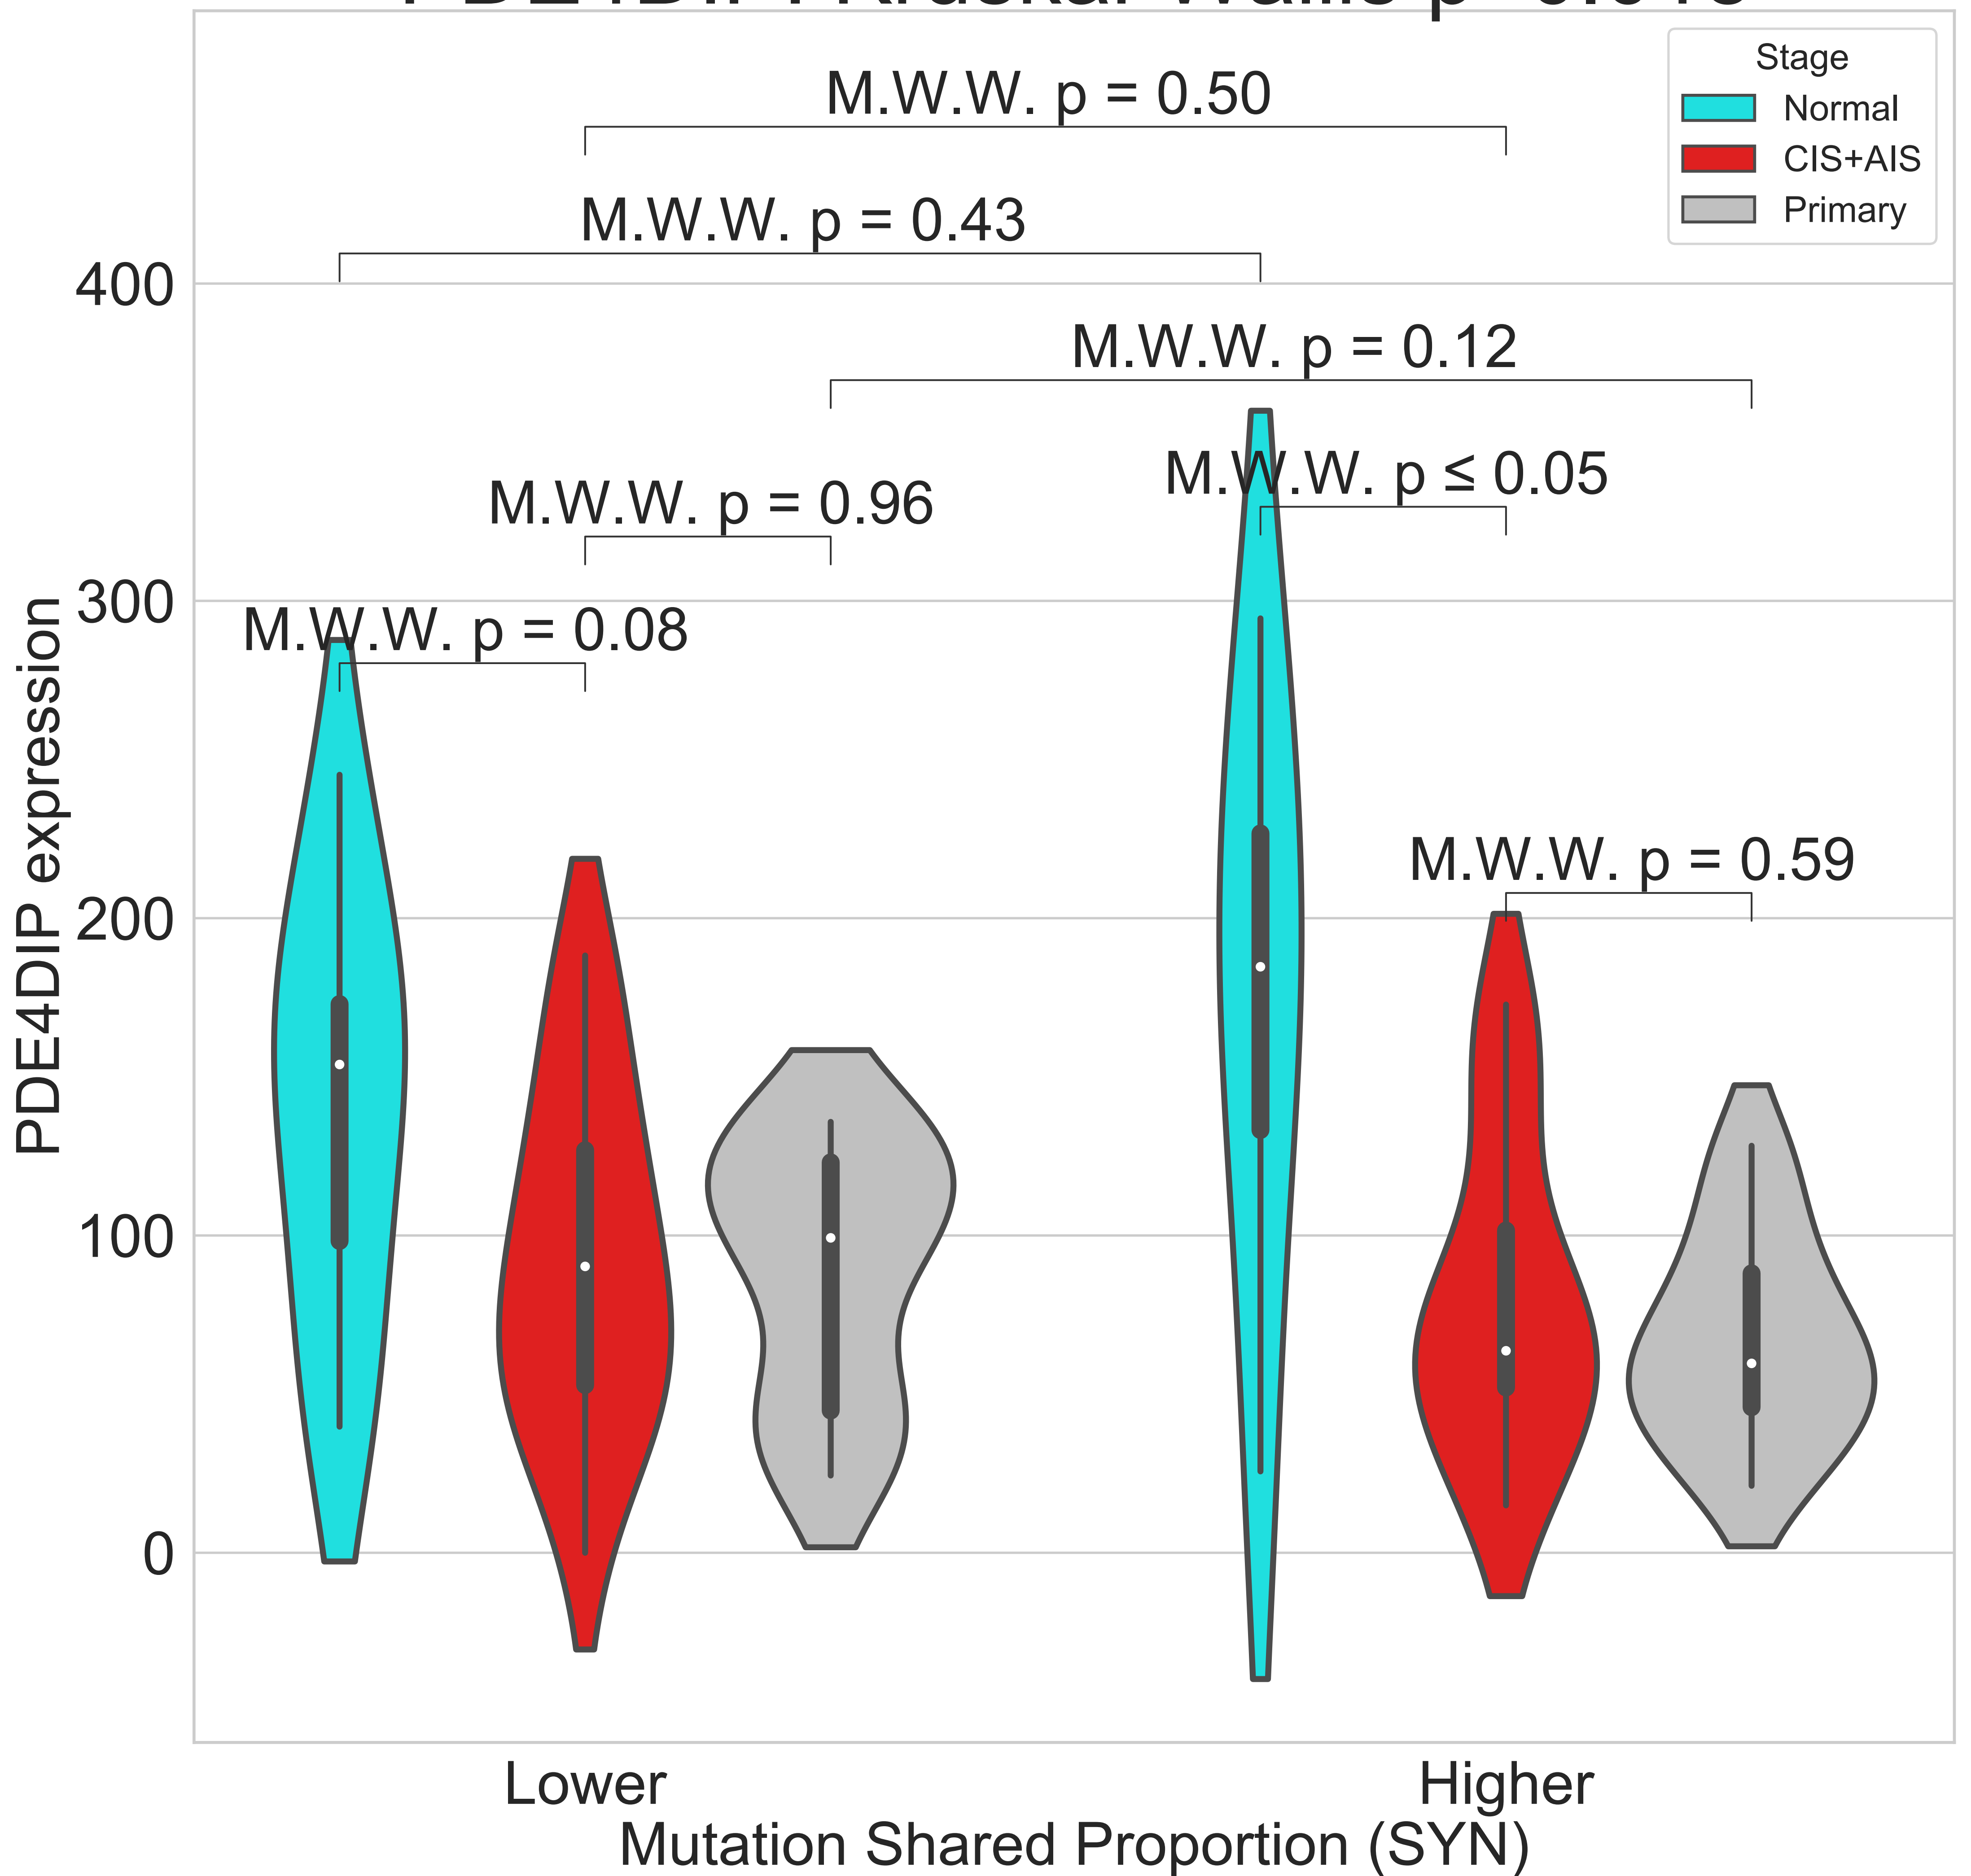 Stage
Normal
CIS+AIS
Primary
M.W.W. p = 0.50
M.W.W. p = 0.43
M.W.W. p = 0.12
M.W.W. p ≤ 0.05
M.W.W. p = 0.96
M.W.W. p = 0.08
M.W.W. p = 0.59
PDE4DIP expression
400
300
200
100
0
Lower
Higher
Mutation Shared Proportion (SYN)